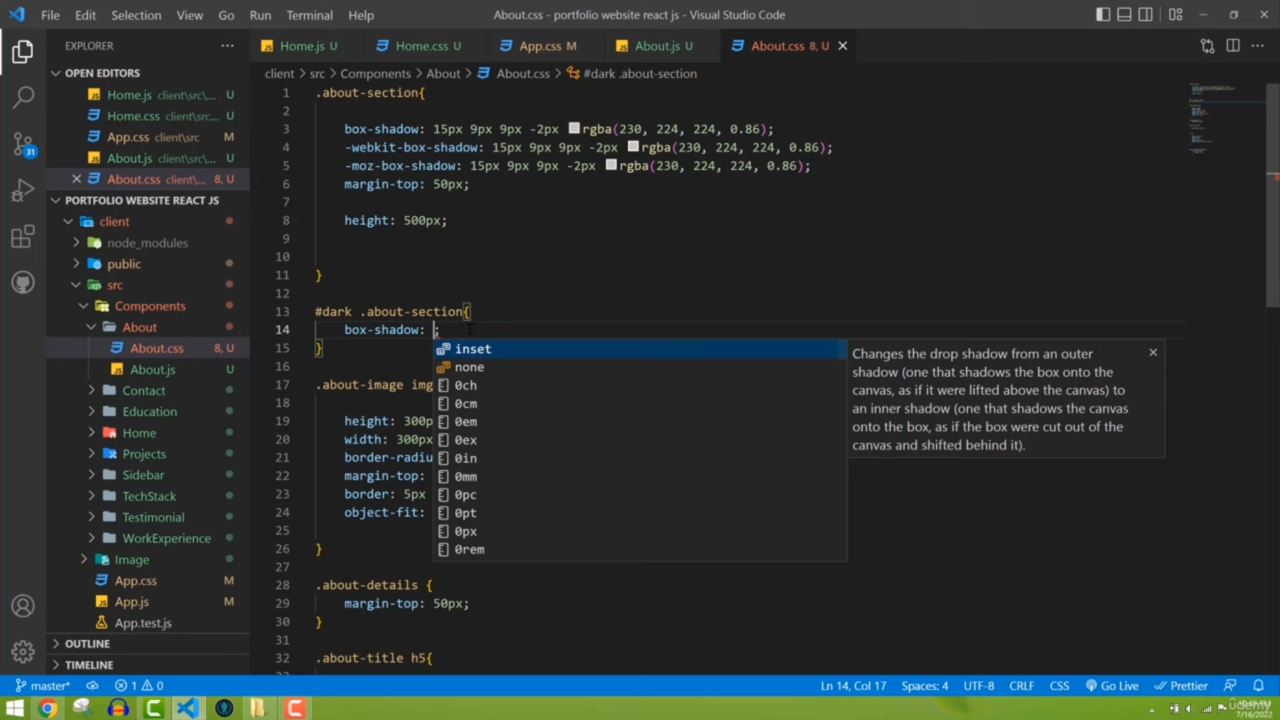 File Edit Selection View Go Run Terminal Help About.css - portfolio website react js - Visual Studio Code
EXPLORER
OPEN EDITORS
Home.js client\src\... U
Home.css client\src\... U
App.css client\src M
About.js client\src\... U
About.css client\... 8, U
PORTFOLIO WEBSITE REACT JS
client
node_modules
public
src
Components
About
About.css 8, U
About.js U
Contact
Education
Home
Projects
Sidebar
TechStack
Testimonial
WorkExperience
Image
App.css M
App.js M
App.test.js
OUTLINE
TIMELINE
31
Home.js U Home.css U App.css M About.js U About.css 8, U
client > src > Components > About > About.css > #dark .about-section
1 .about-section{
2
3 box-shadow: 15px 9px 9px -2px rgba(230, 224, 224, 0.86);
4 -webkit-box-shadow: 15px 9px 9px -2px rgba(230, 224, 224, 0.86);
5 -moz-box-shadow: 15px 9px 9px -2px rgba(230, 224, 224, 0.86);
6 margin-top: 50px;
7
8 height: 500px;
9
10
11 }
12
13 #dark .about-section{
14 box-shadow: ;
15 }
16
17 .about-image img
18
19 height: 300p
20 width: 300px
21 border-radiu
22 margin-top:
23 border: 5px
24 object-fit:
25
26 }
27
28 .about-details {
29 margin-top: 50px;
30 }
31
32 .about-title h5{
inset
none
0ch
0cm
0em
0ex
0in
0mm
0pc
0pt
0px
0rem
Changes the drop shadow from an outer
shadow (one that shadows the box onto the
canvas, as if it were lifted above the canvas) to
an inner shadow (one that shadows the canvas
onto the box, as if the box were cut out of the
canvas and shifted behind it).
master* 1 0 Ln 14, Col 17 Spaces: 4 UTF-8 CRLF CSS Go Live Prettier
7/16/2022
udemy